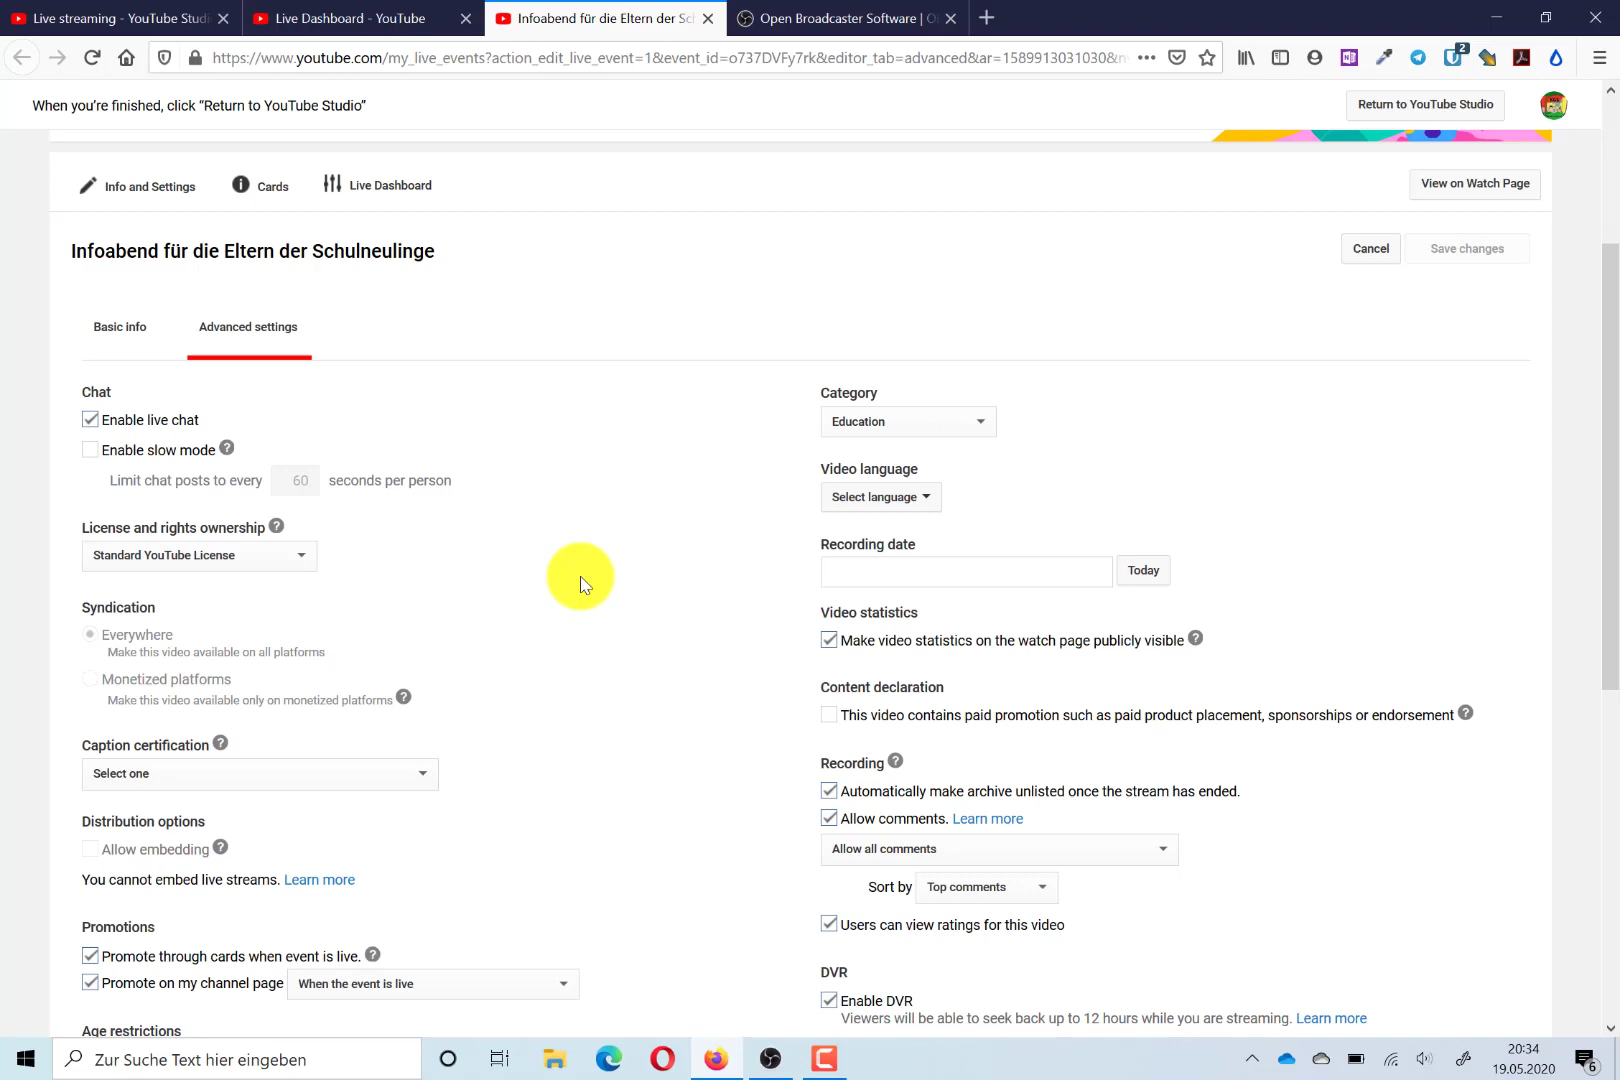 Live streaming - YouTube Studi
Live Dashboard - YouTube
Infoabend für die Eltern der Sc
Open Broadcaster Software | O
https://www.youtube.com/my_live_events?action_edit_live_event=1&event_id=o737DVFy7rk&editor_tab=advanced&ar=1589913031030&n
2
When you're finished, click “Return to YouTube Studio”
Return to YouTube Studio
Info and Settings
Cards
Live Dashboard
View on Watch Page
Infoabend für die Eltern der Schulneulinge
Cancel
Save changes
Basic info
Advanced settings
Chat
Enable live chat
Enable slow mode ?
Limit chat posts to every 60 seconds per person
License and rights ownership ?
Standard YouTube License
Syndication
Everywhere
Make this video available on all platforms
Monetized platforms
Make this video available only on monetized platforms ?
Caption certification ?
Select one
Distribution options
Allow embedding ?
You cannot embed live streams. Learn more
Promotions
Promote through cards when event is live. ?
Promote on my channel page When the event is live
Age restrictions
Category
Education
Video language
Select language
Recording date
Today
Video statistics
Make video statistics on the watch page publicly visible ?
Content declaration
This video contains paid promotion such as paid product placement, sponsorships or endorsement ?
Recording ?
Automatically make archive unlisted once the stream has ended.
Allow comments. Learn more
Allow all comments
Sort by Top comments
Users can view ratings for this video
DVR
Enable DVR
Viewers will be able to seek back up to 12 hours while you are streaming. Learn more
Zur Suche Text hier eingeben
20:34
19.05.2020
6